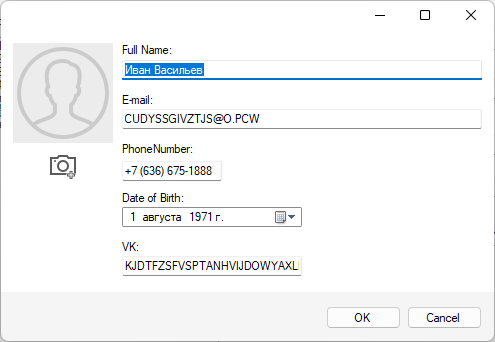 Full Name:
Иван Васильев
E-mail:
CUDYSSGIVZTJS@O.PCW
PhoneNumber:
+7 (636) 675-1888
Date of Birth:
1 августа 1971 г.
VK:
KJDTFZSFVSPTANHVIJDOWYAXL
OK
Cancel